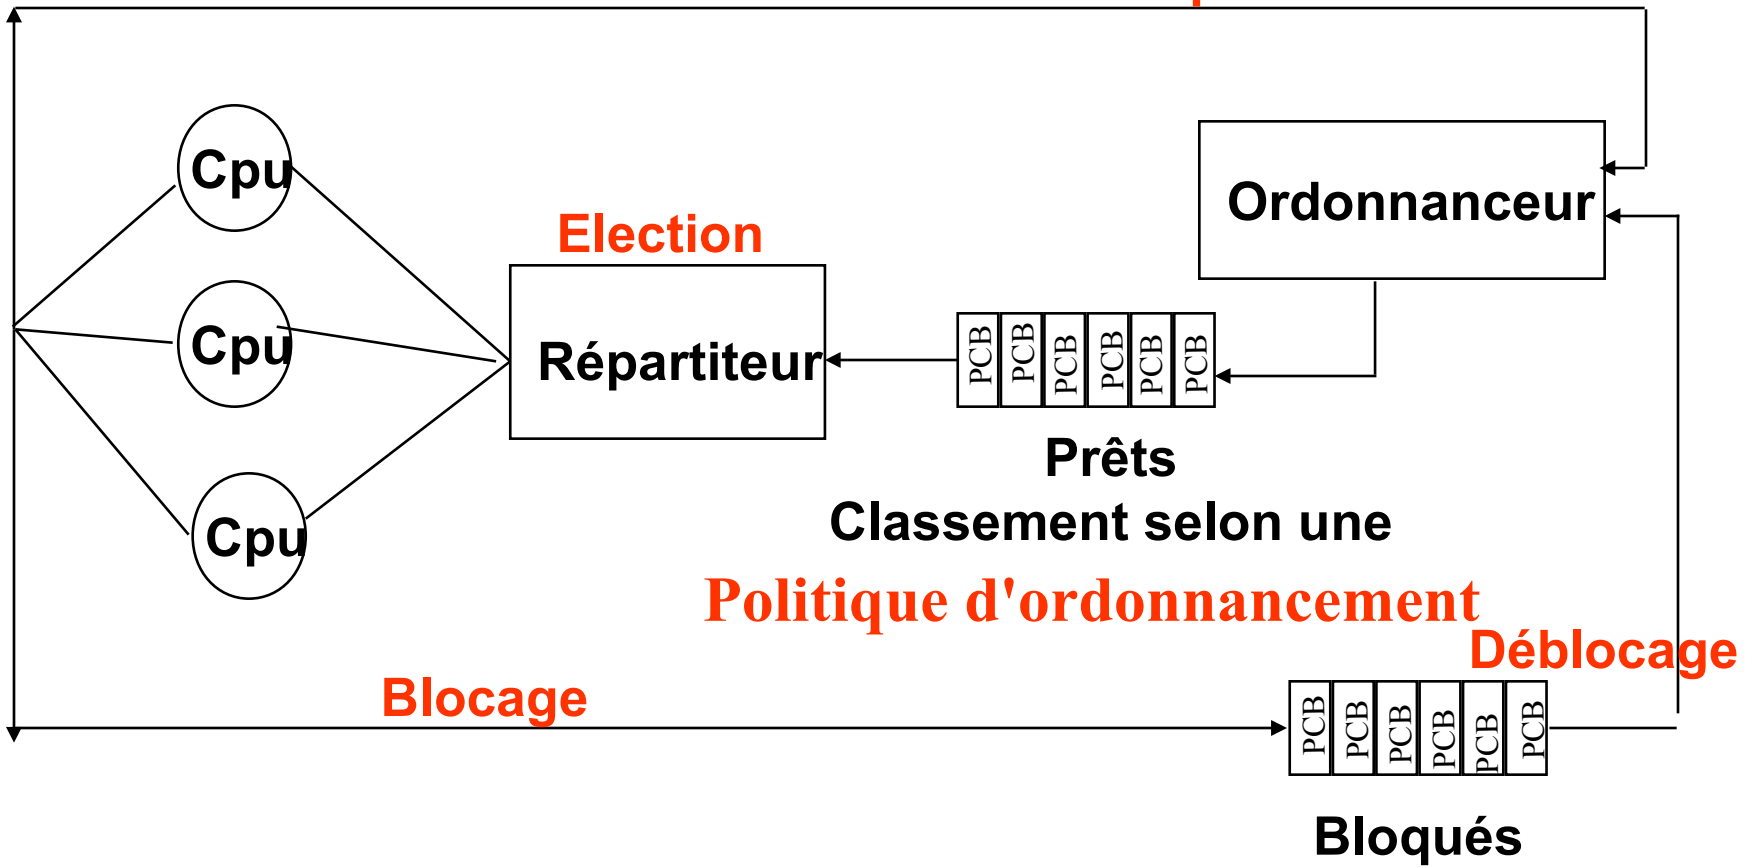 Cpu
Election
Ordonnanceur
Cpu
Répartiteur
PCB PCB PCB PCB PCB PCB
Prêts
Classement selon une
Cpu
Politique d'ordonnancement
Déblocage
Blocage
PCB PCB PCB PCB PCB PCB
Bloqués